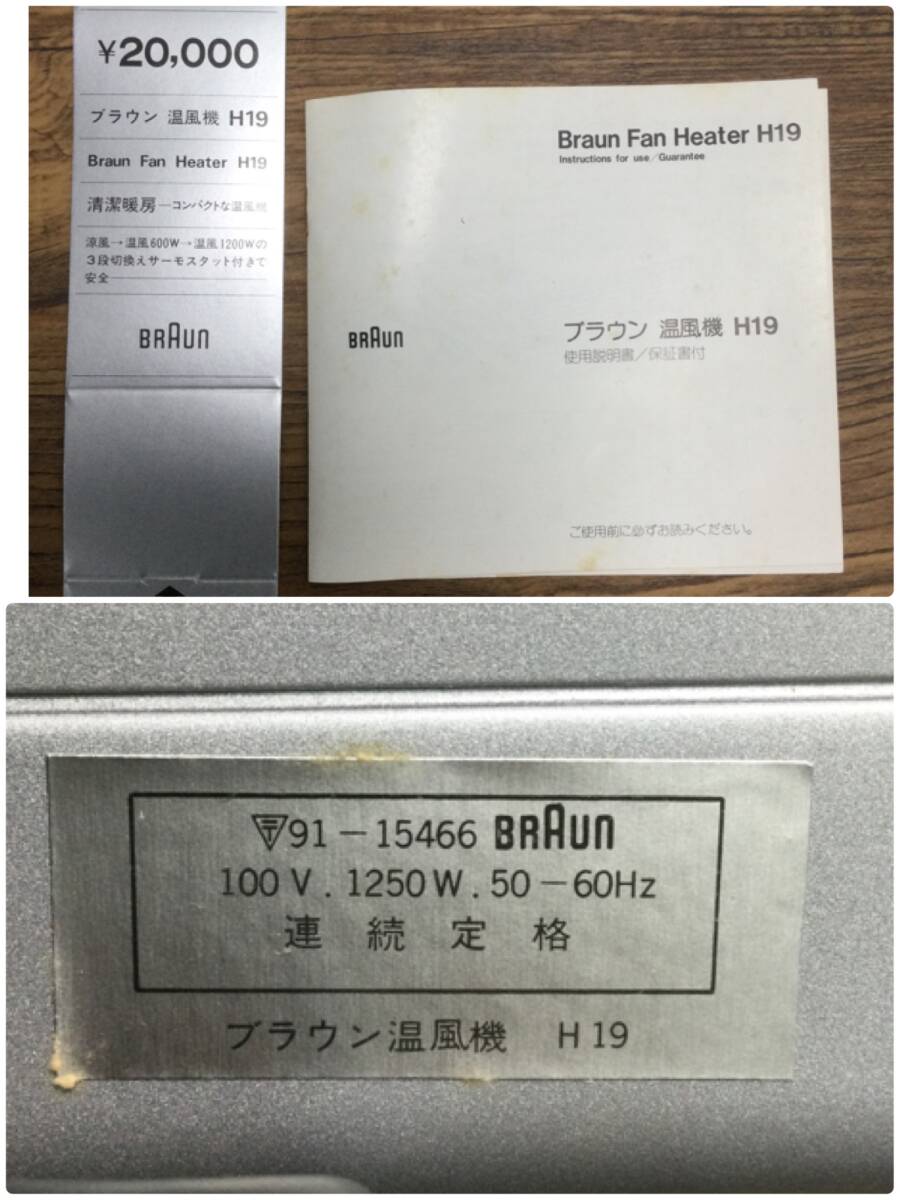 ¥20,000
ブラウン 温風機 H19
Braun Fan Heater H19
清潔暖房―コンパクトな温風機
涼風→温風600W→温風1200Wの
3段切換えサーモスタット付きで
安全
BRAUN
Braun Fan Heater H19
Instructions for use/Guarantee
BRAUN
ブラウン 温風機 H19
使用説明書/保証書付
ご使用前に必ずお読みください。
91-15466 BRAUN
100V. 1250W. 50-60Hz
連続定格
ブラウン温風機 H19